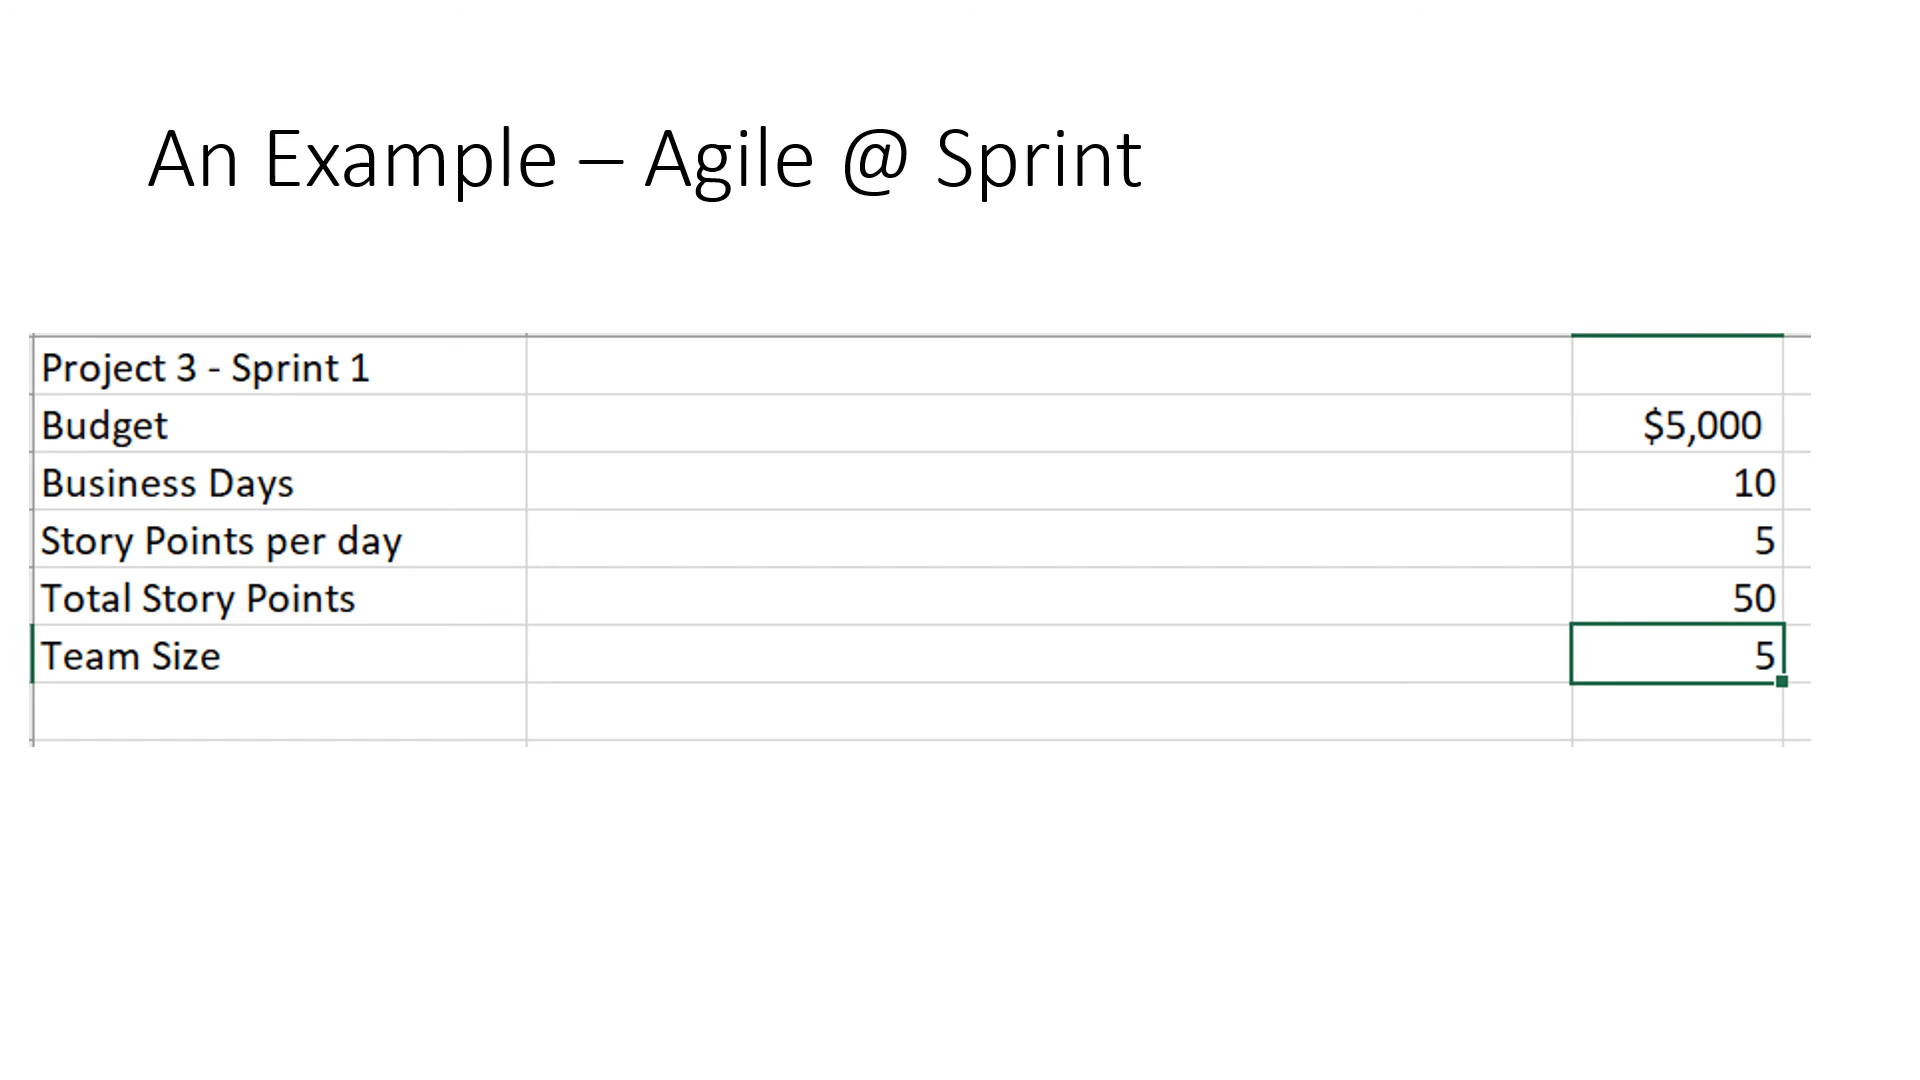 An Example – Agile @ Sprint
Project 3 - Sprint 1
Budget $5,000
Business Days 10
Story Points per day 5
Total Story Points 50
Team Size 5